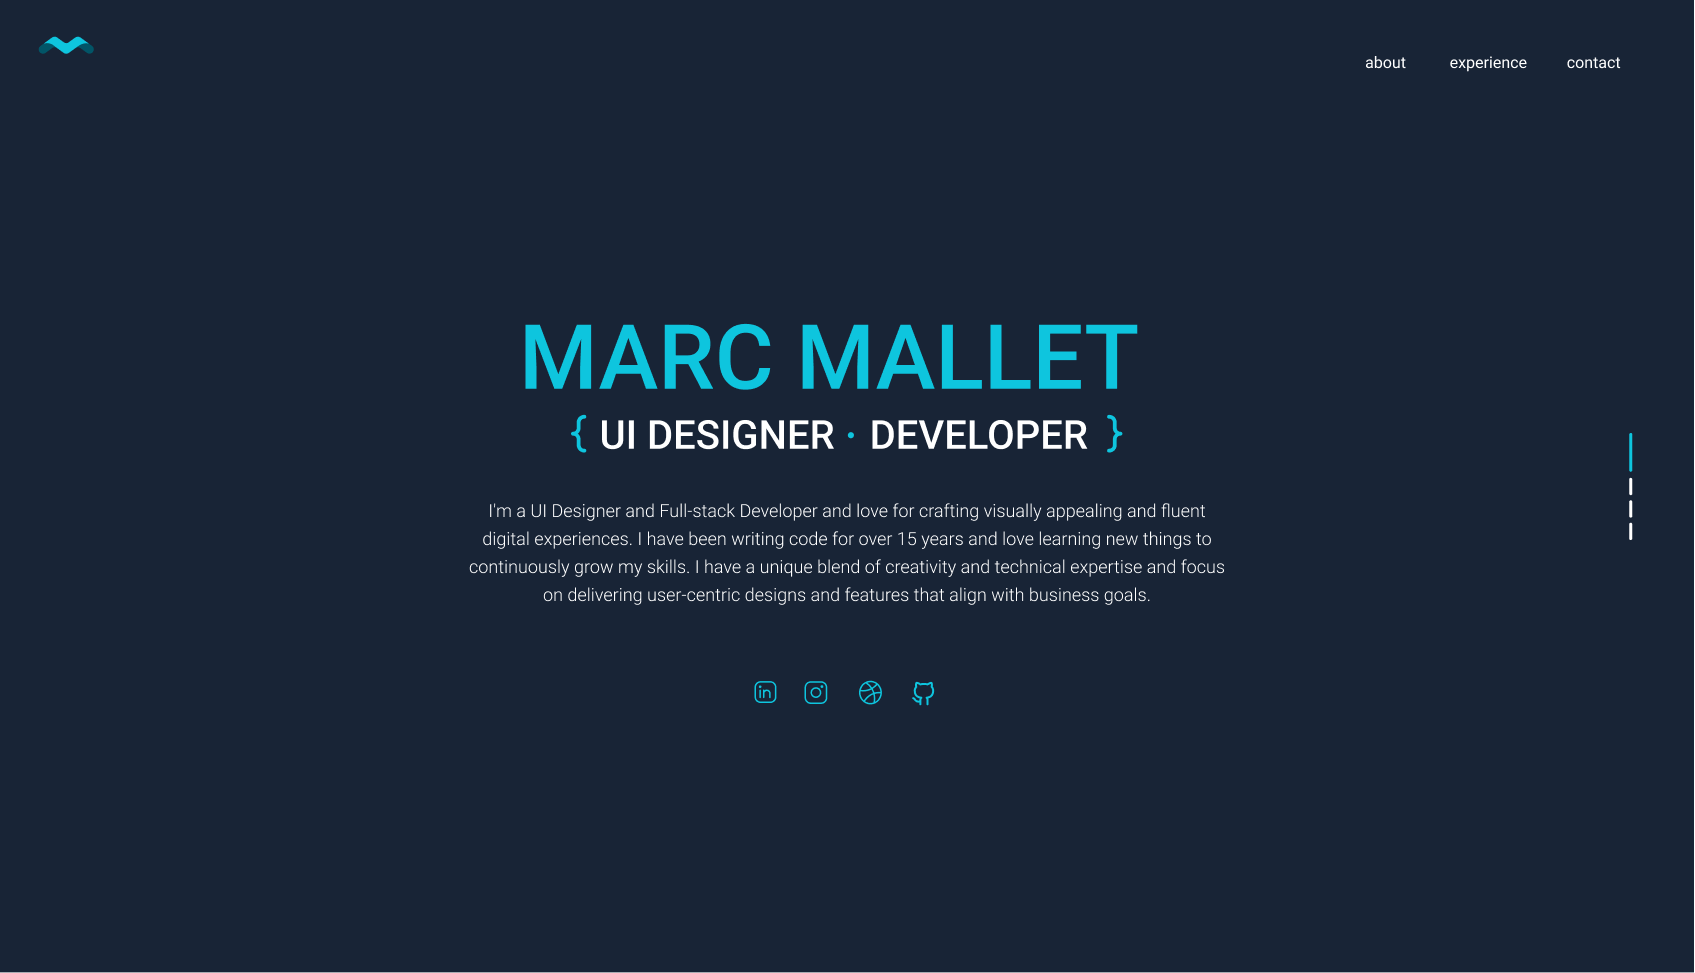 about experience contact
MARC MALLET
{ UI DESIGNER · DEVELOPER }
I'm a UI Designer and Full-stack Developer and love for crafting visually appealing and fluent
digital experiences. I have been writing code for over 15 years and love learning new things to
continuously grow my skills. I have a unique blend of creativity and technical expertise and focus
on delivering user-centric designs and features that align with business goals.
in